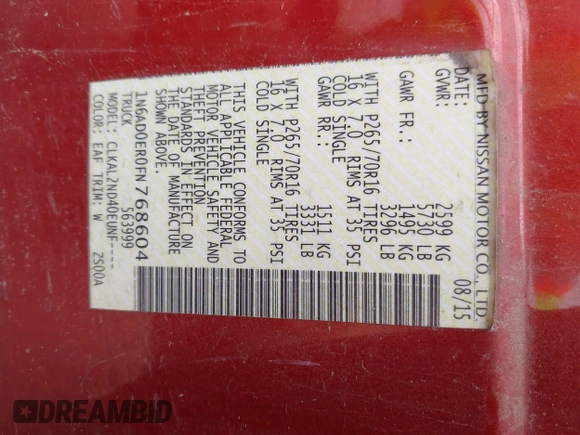 MFD BY NISSAN MOTOR CO., LTD.
DATE: 08/15
GVWR: 2599 KG
5730 LB
GAWR FR.: 1495 KG
3296 LB
WITH P265/70R16 TIRES
16 X 7.0 RIMS AT 35 PSI
COLD SINGLE
GAWR RR.: 1511 KG
3331 LB
WITH P265/70R16 TIRES
16 X 7.0 RIMS AT 35 PSI
COLD SINGLE
THIS VEHICLE CONFORMS TO
ALL APPLICABLE FEDERAL
MOTOR VEHICLE SAFETY AND
THEFT PREVENTION
STANDARDS IN EFFECT ON
THE DATE OF MANUFACTURE
SHOWN ABOVE.
1N6AD0ER0FN768604
TRUCK 563999
MODEL: CLKALZND40EUNF----
COLOR: EAF TRIM: W 2500A
DREAMBID